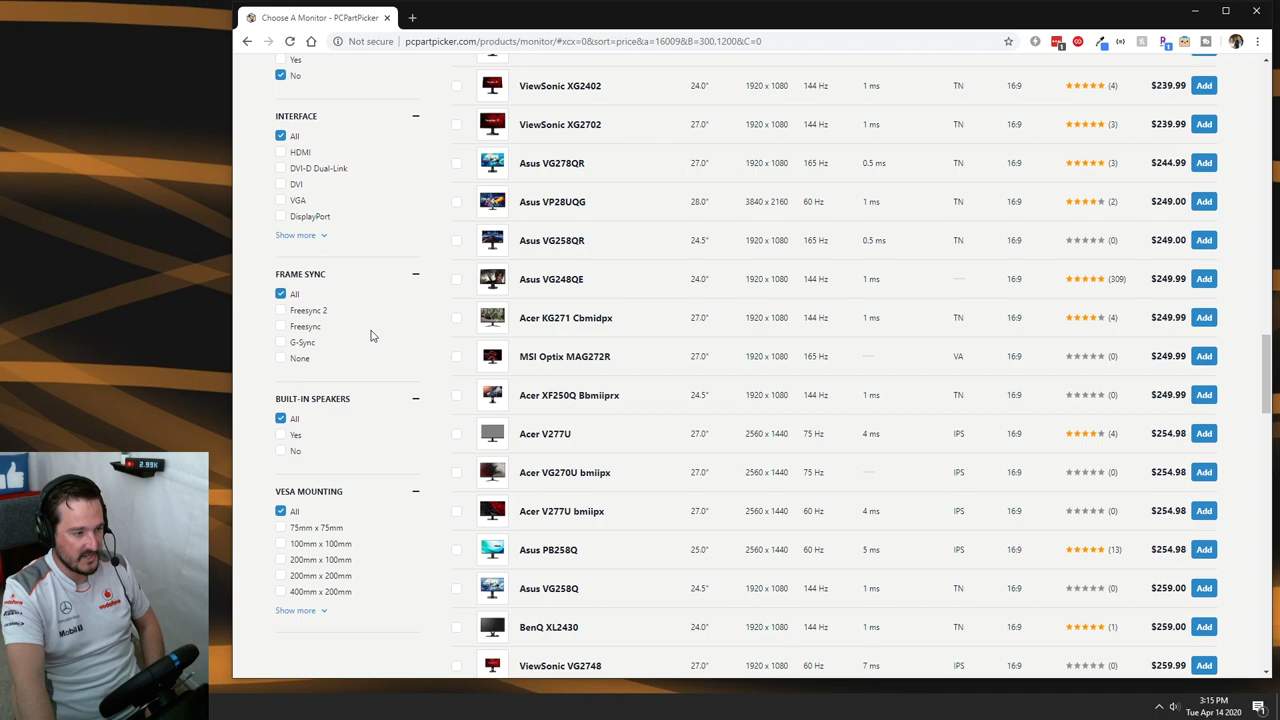 Choose A Monitor - PCPartPicker
Not secure | pcpartpicker.com/products/monitor/#xcx=0&sort=price&a=16009&B=300,1200&C=0
Yes
No
INTERFACE
All
HDMI
DVI-D Dual-Link
DVI
VGA
DisplayPort
Show more
FRAME SYNC
All
Freesync 2
Freesync
G-Sync
None
BUILT-IN SPEAKERS
All
Yes
No
VESA MOUNTING
All
75mm x 75mm
100mm x 100mm
200mm x 100mm
200mm x 200mm
400mm x 200mm
Show more
ViewSonic XG2402 24.0" 1920 x 1080 144 Hz 1 ms TN 16:9 (4) $239.99 Add
ViewSonic XG2702 27.0" 1920 x 1080 144 Hz 1 ms TN 16:9 $239.99 Add
Asus VG278QR 27.0" 1920 x 1080 165 Hz 0.5 ms TN 16:9 (3) $244.98 Add
Asus VP28UQG 28.0" 3840 x 2160 60 Hz 1 ms TN 16:9 (2) $249.00 Add
Asus VG258QR 24.5" 1920 x 1080 165 Hz 0.5 ms TN 16:9 (0) $249.00 Add
Asus VG248QE 24.0" 1920 x 1080 144 Hz 1 ms 16:9 (309) $249.99 Add
Acer KG271 Cbmidpx 27.0" 1920 x 1080 144 Hz 1 ms TN 16:9 (4) $249.99 Add
MSI Optix MAG272R 27.0" 1920 x 1080 165 Hz VA 16:9 (0) $249.99 Add
Acer XF250Q Bbmiiprx 24.5" 1920 x 1080 144 Hz 1 ms TN 16:9 (0) $249.99 Add
Acer V277U 27.0" 2560 x 1440 75 Hz 4 ms IPS 16:9 (4) $254.98 Add
Acer VG270U bmiipx 27.0" 2560 x 1440 75 Hz IPS 16:9 (0) $254.98 Add
Acer V277U bmiipx 27.0" 2560 x 1440 60 Hz 4 ms IPS 16:9 (0) $254.98 Add
Asus PB258Q 25.0" 2560 x 1440 60 Hz 5 ms IPS 16:9 (13) $254.98 Add
Asus VG258Q 24.5" 1920 x 1080 144 Hz 1 ms TN 16:9 (0) $259.00 Add
BenQ XL2430 24.0" 1920 x 1080 144 Hz 1 ms TN 16:9 (1) $259.00 Add
ViewSonic VG2748 27.0" 1920 x 1080 60 Hz 7 ms IPS 16:9 (0) $259.99 Add
2.99K
vodafone
Mobil 1
3:15 PM
Tue Apr 14 2020